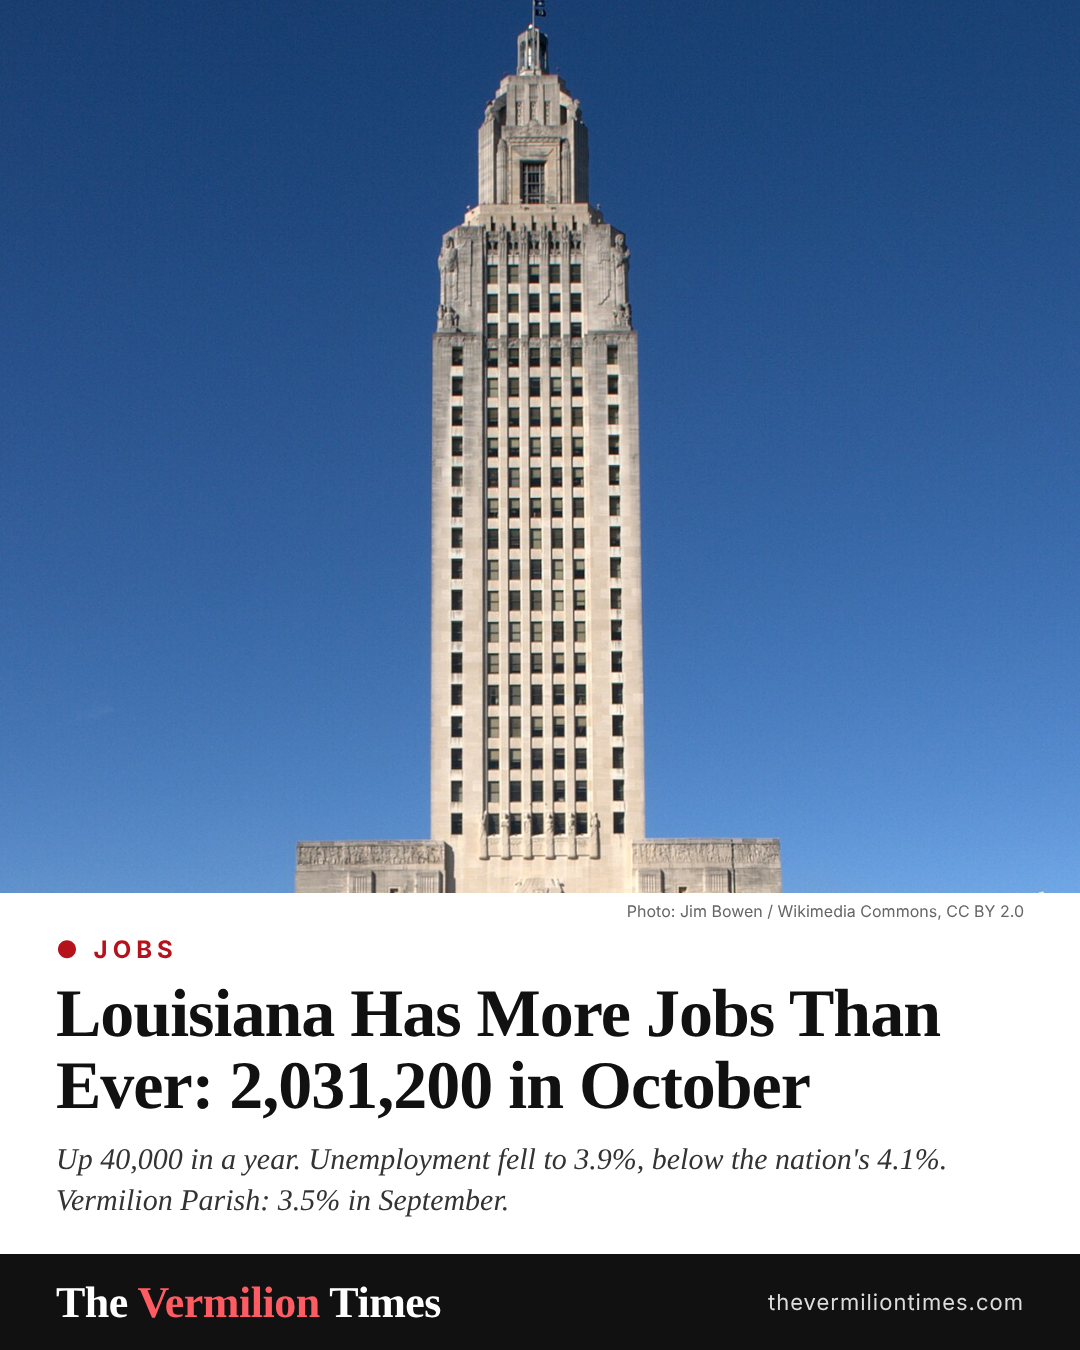 Photo: Jim Bowen / Wikimedia Commons, CC BY 2.0
JOBS
Louisiana Has More Jobs Than
Ever: 2,031,200 in October
Up 40,000 in a year. Unemployment fell to 3.9%, below the nation's 4.1%.
Vermilion Parish: 3.5% in September.
The Vermilion Times
thevermiliontimes.com